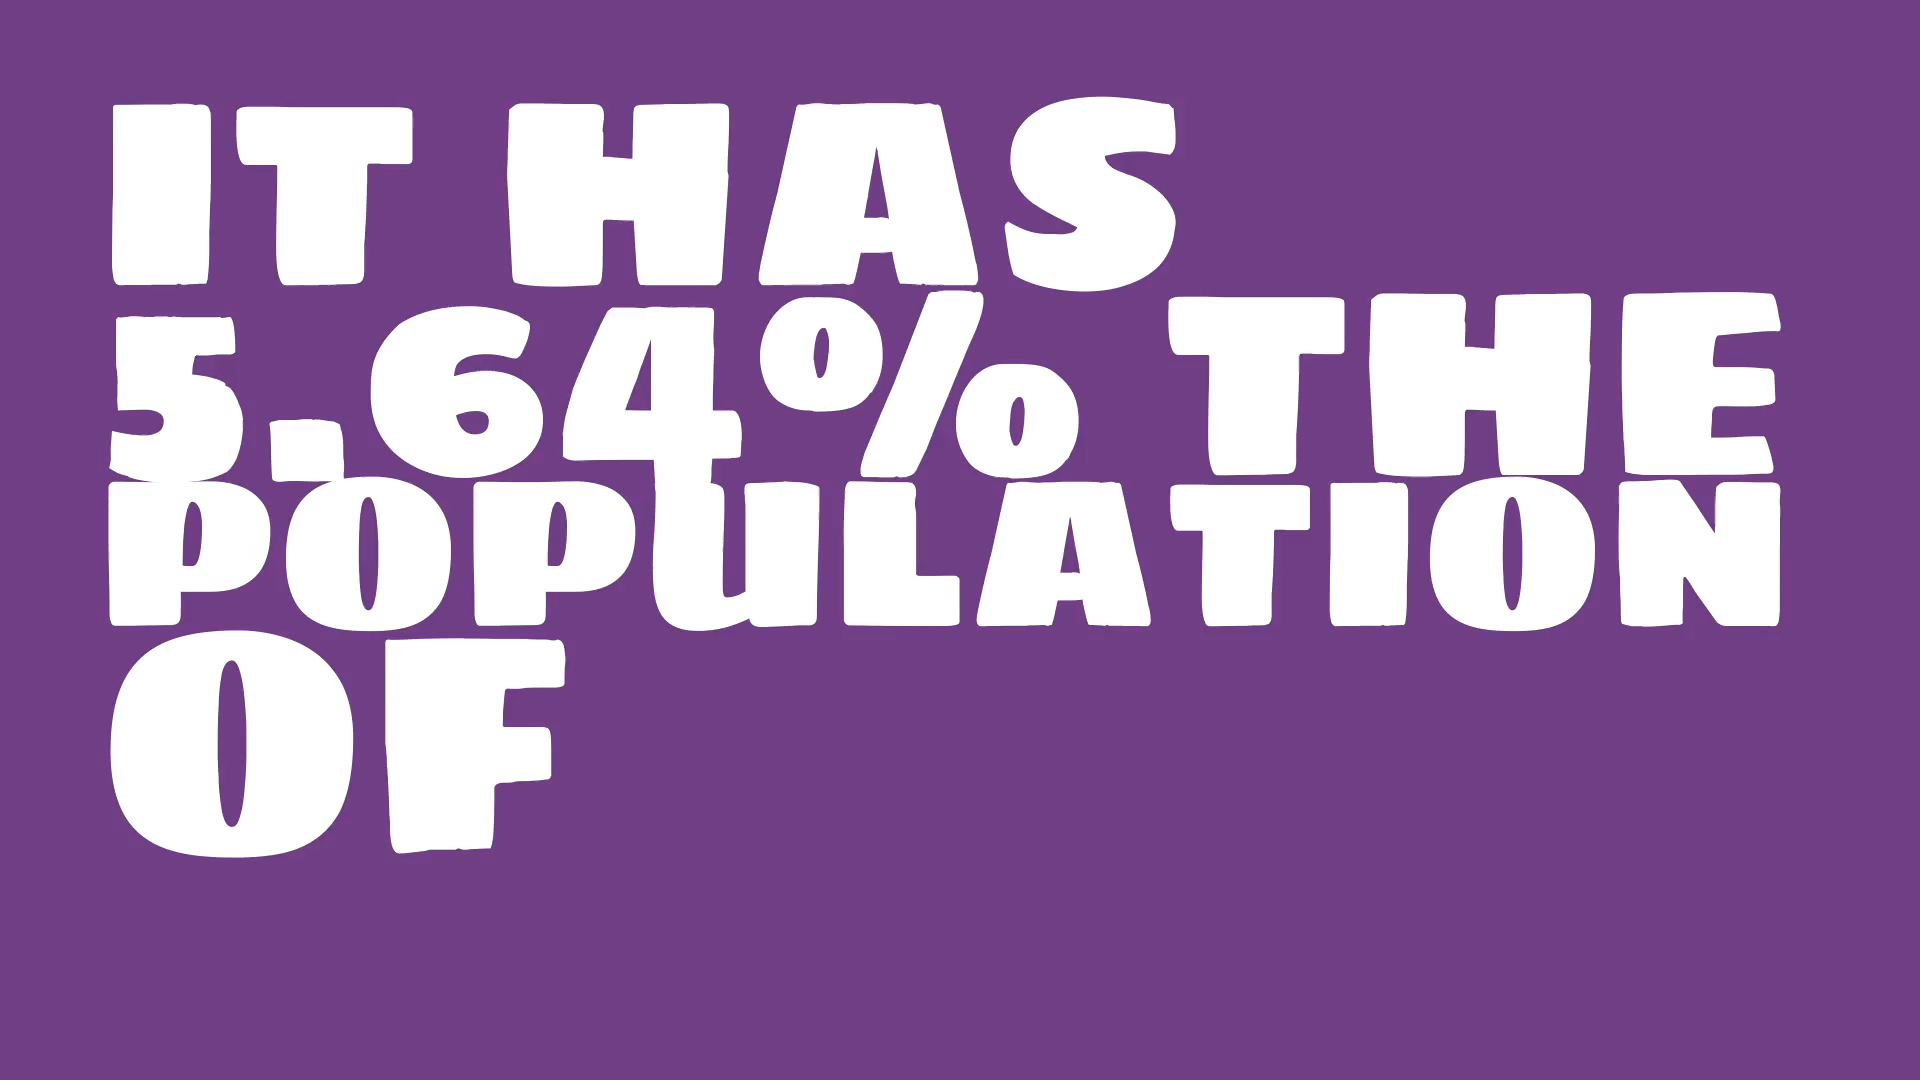 IT HAS
5.64% THE
POPULATION
OF